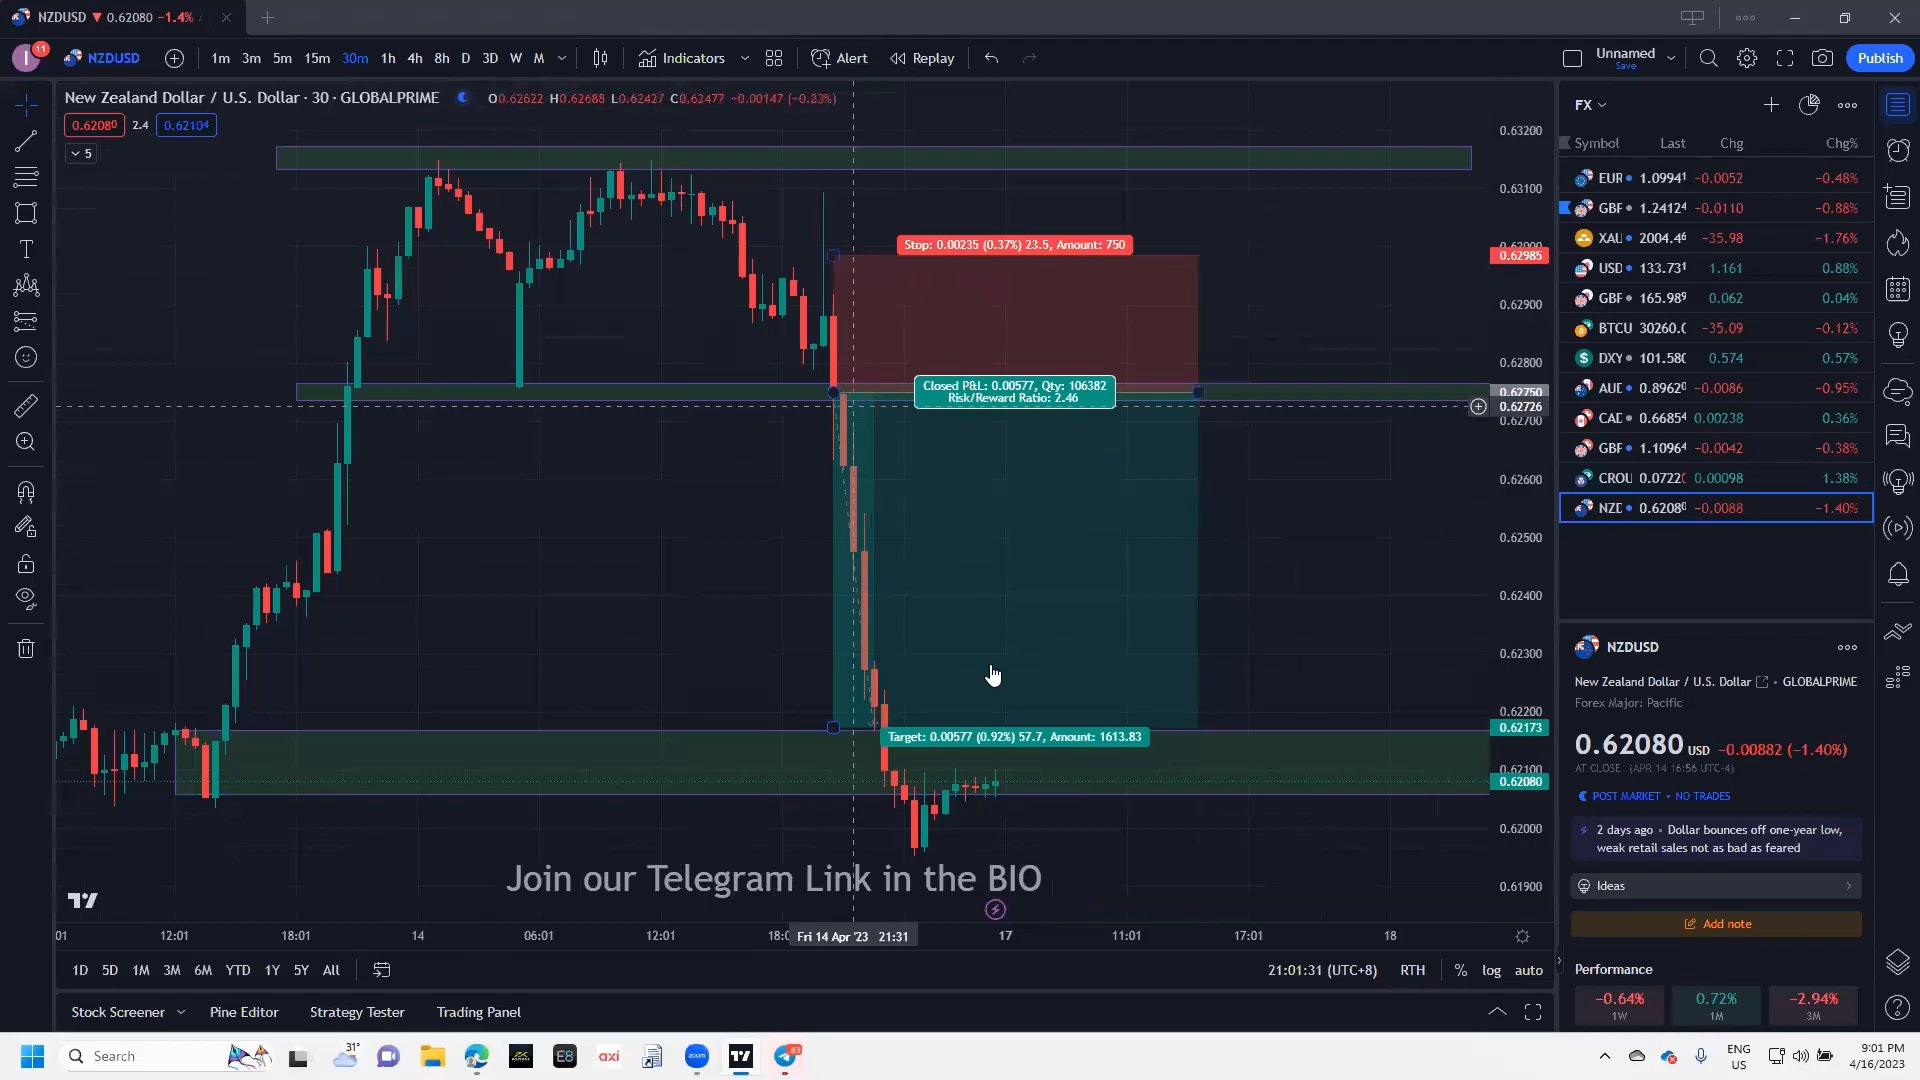 NZDUSD ▼ 0.62080 −1.4% /
I 11 NZDUSD 1m 3m 5m 15m 30m 1h 4h 8h D 3D W M Indicators Alert Replay Unnamed Save Publish
New Zealand Dollar / U.S. Dollar · 30 · GLOBALPRIME O0.62622 H0.62688 L0.62427 C0.62477 −0.00147 (−0.23%)
0.62080 2.4 0.62104
5
0.63200
0.63100
0.63000
0.62985
0.62900
0.62800
0.62750
0.62726
0.62700
0.62600
0.62500
0.62400
0.62300
0.62200
0.62173
0.62100
0.62080
0.62000
0.61900
Stop: 0.00235 (0.37%) 23.5, Amount: 750
Closed P&L: 0.00577, Qty: 106382
Risk/Reward Ratio: 2.46
Target: 0.00577 (0.92%) 57.7, Amount: 1613.83
Join our Telegram Link in the BIO
01 12:01 18:01 14 06:01 12:01 18:0 Fri 14 Apr '23 21:31 17 11:01 17:01 18
1D 5D 1M 3M 6M YTD 1Y 5Y All 21:01:31 (UTC+8) RTH % log auto
Stock Screener Pine Editor Strategy Tester Trading Panel
FX
Symbol Last Chg Chg%
EUR 1.09941 −0.0052 −0.48%
GBF 1.24124 −0.0110 −0.88%
XAU 2004.46 −35.98 −1.76%
USD 133.731 1.161 0.88%
GBF 165.989 0.062 0.04%
BTCU 30260.0 −35.09 −0.12%
DXY 101.580 0.574 0.57%
AUD 0.89620 −0.0086 −0.95%
CAD 0.66854 0.00238 0.36%
GBF 1.10964 −0.0042 −0.38%
CROU 0.07220 0.00098 1.38%
NZD 0.62080 −0.0088 −1.40%
NZDUSD
New Zealand Dollar / U.S. Dollar • GLOBALPRIME
Forex Major: Pacific
0.62080 USD −0.00882 (−1.40%)
AT CLOSE (APR 14 16:56 UTC-4)
POST MARKET • NO TRADES
2 days ago • Dollar bounces off one-year low,
weak retail sales not as bad as feared
Ideas
Add note
Performance
−0.64% 0.72% −2.94%
1W 1M 3M
Search 31° E8 axi zoom 83 ENG US 9:01 PM
4/16/2023